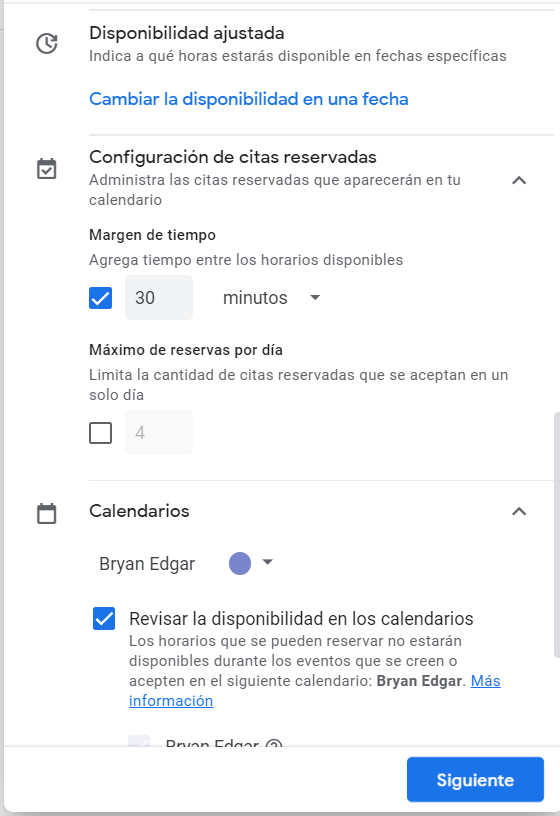 Disponibilidad ajustada
Indica a qué horas estarás disponible en fechas específicas
Cambiar la disponibilidad en una fecha
Configuración de citas reservadas
Administra las citas reservadas que aparecerán en tu
calendario
Margen de tiempo
Agrega tiempo entre los horarios disponibles
30 minutos
Máximo de reservas por día
Limita la cantidad de citas reservadas que se aceptan en un
solo día
4
Calendarios
Bryan Edgar
Revisar la disponibilidad en los calendarios
Los horarios que se pueden reservar no estarán
disponibles durante los eventos que se creen o
acepten en el siguiente calendario: Bryan Edgar. Más
información
Bryan Edgar
Siguiente